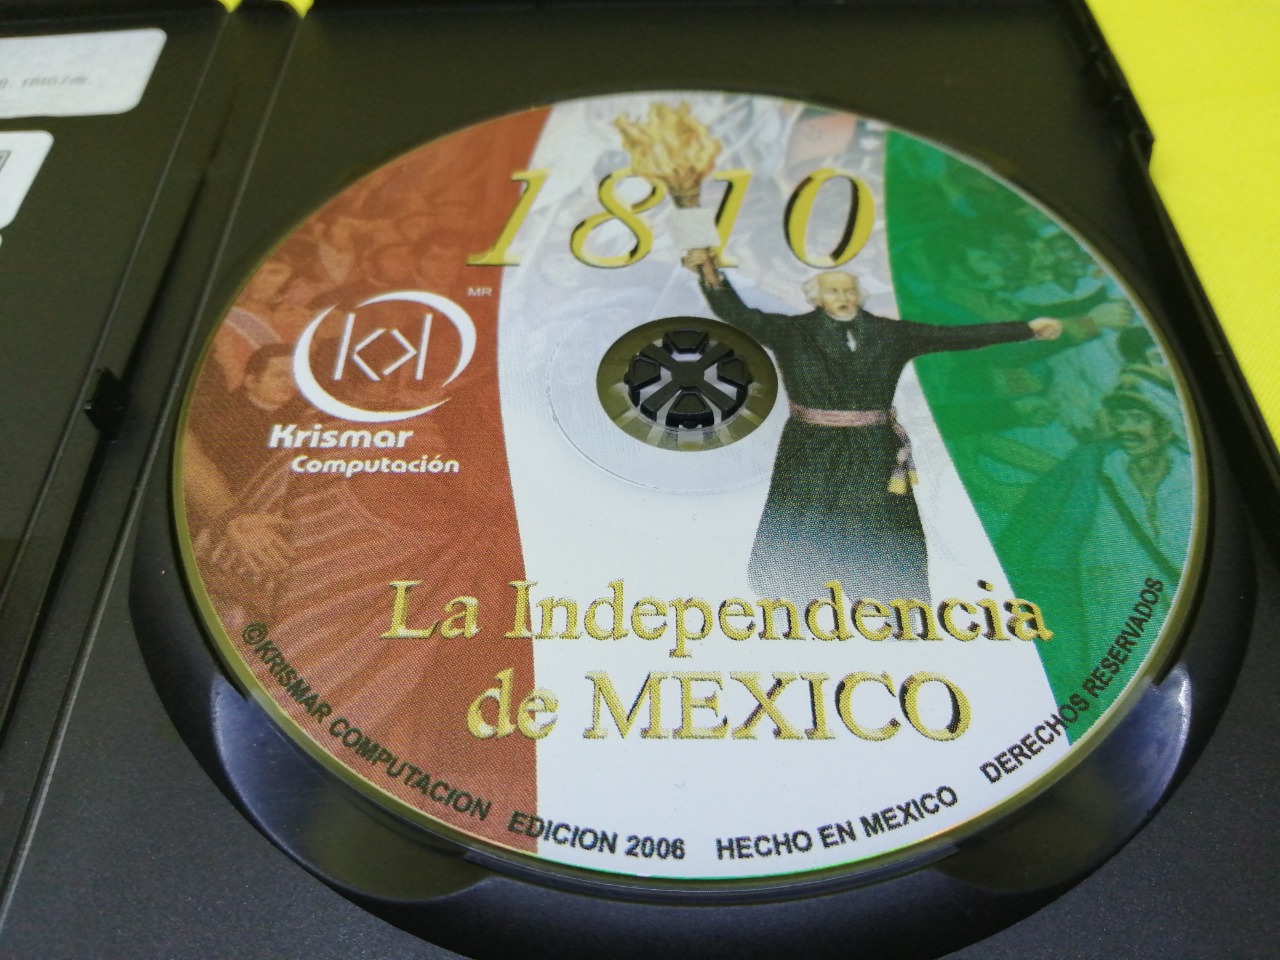 1810
MR
Krismar
Computación
La Independencia
de MEXICO
©KRISMAR COMPUTACION EDICION 2006 HECHO EN MEXICO DERECHOS RESERVADOS